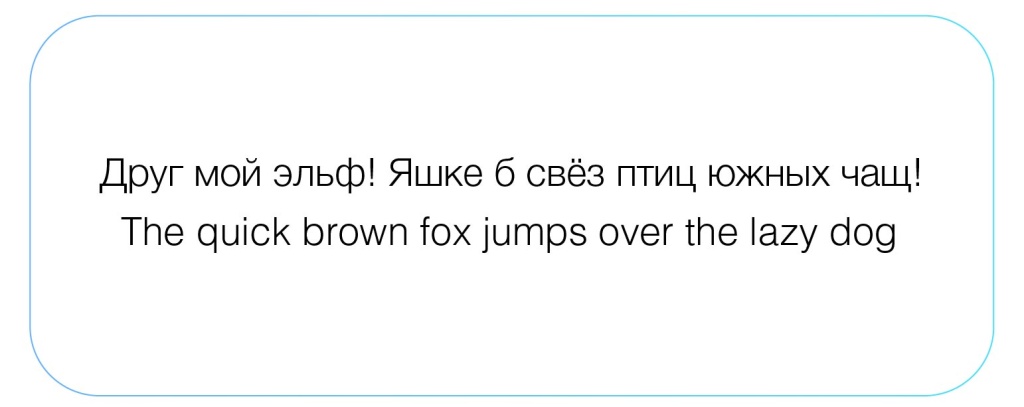 Друг мой эльф! Яшке б свёз птиц южных чащ!
The quick brown fox jumps over the lazy dog